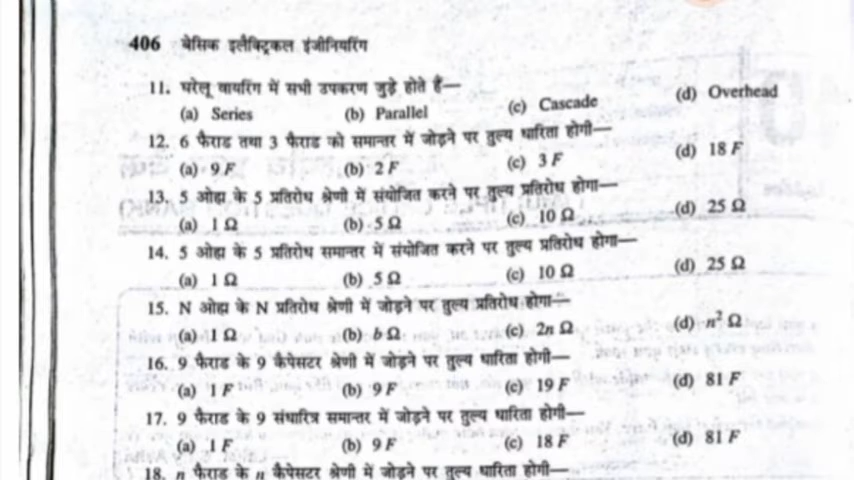 406 बेसिक इलैक्ट्रिकल इंजीनियरिंग
11. घरेलू वायरिंग में सभी उपकरण जुड़े होते हैं—
(a) Series (b) Parallel (c) Cascade (d) Overhead
12. 6 फैराड तथा 3 फैराड को समान्तर में जोड़ने पर तुल्य धारिता होगी—
(a) 9 F (b) 2 F (c) 3 F (d) 18 F
13. 5 ओह्म के 5 प्रतिरोध श्रेणी में संयोजित करने पर तुल्य प्रतिरोध होगा—
(a) 1 Ω (b) 5 Ω (c) 10 Ω (d) 25 Ω
14. 5 ओह्म के 5 प्रतिरोध समान्तर में संयोजित करने पर तुल्य प्रतिरोध होगा—
(a) 1 Ω (b) 5 Ω (c) 10 Ω (d) 25 Ω
15. N ओह्म के N प्रतिरोध श्रेणी में जोड़ने पर तुल्य प्रतिरोध होगा—
(a) 1 Ω (b) b Ω (c) 2n Ω (d) n² Ω
16. 9 फैराड के 9 कैपेसटर श्रेणी में जोड़ने पर तुल्य धारिता होगी—
(a) 1 F (b) 9 F (c) 19 F (d) 81 F
17. 9 फैराड के 9 संधारित्र समान्तर में जोड़ने पर तुल्य धारिता होगी—
(a) 1 F (b) 9 F (c) 18 F (d) 81 F
18. n फैराड के n कैपेसटर श्रेणी में जोड़ने पर तुल्य धारिता होगी—